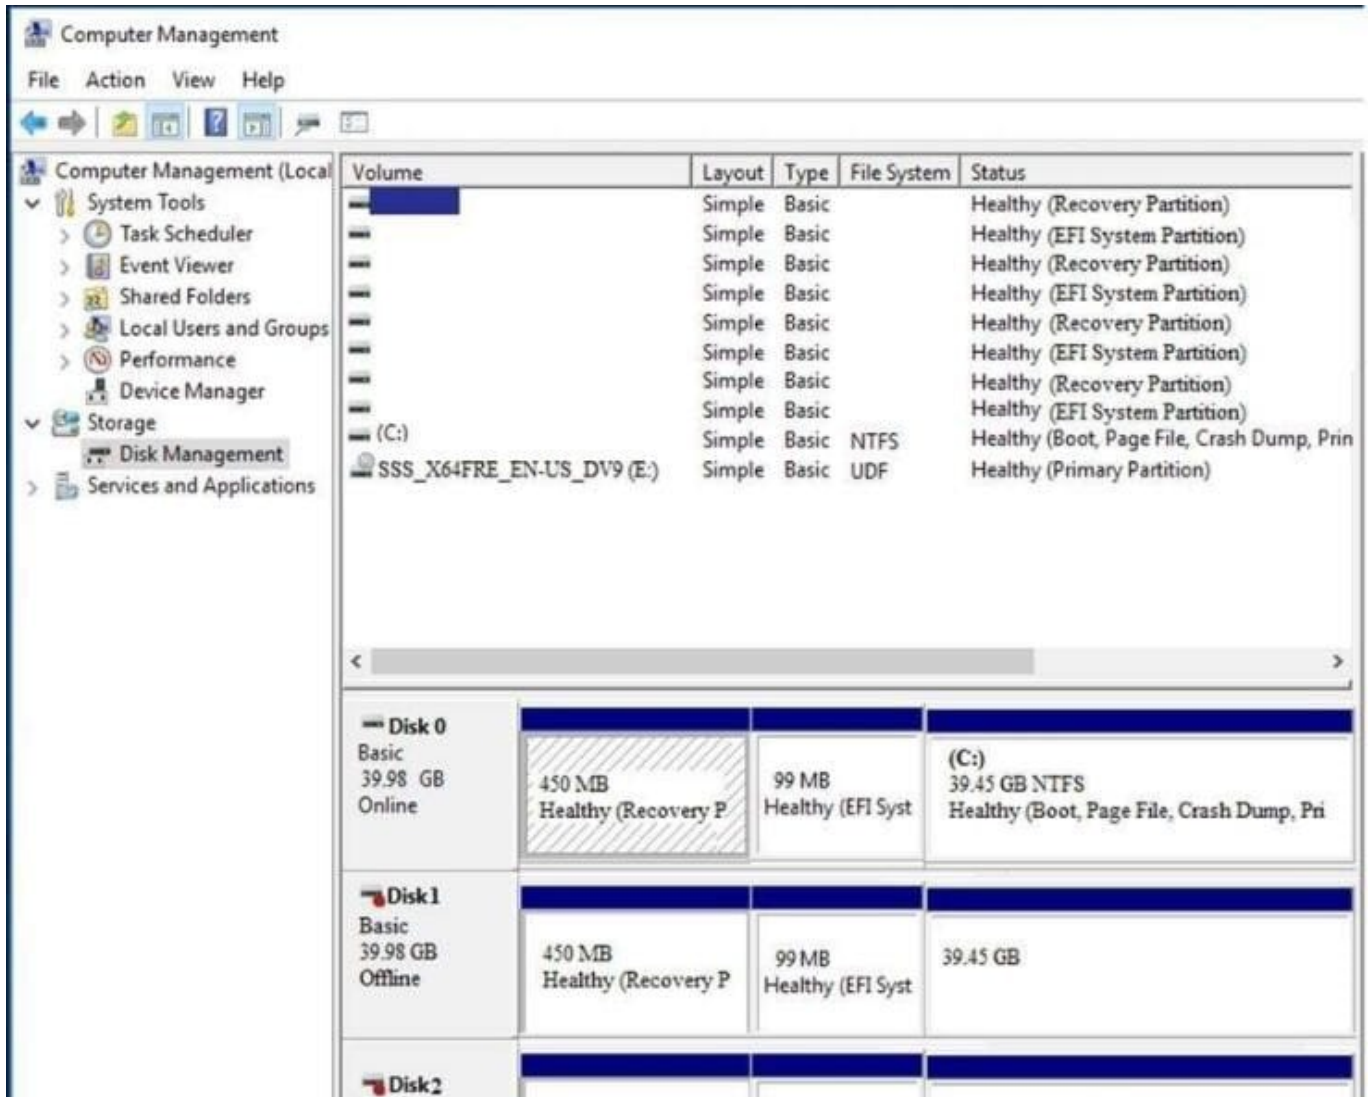 Computer Management
File Action View Help
Computer Management (Local
System Tools
Task Scheduler
Event Viewer
Shared Folders
Local Users and Groups
Performance
Device Manager
Storage
Disk Management
Services and Applications
Volume Layout Type File System Status
Simple Basic Healthy (Recovery Partition)
Simple Basic Healthy (EFI System Partition)
Simple Basic Healthy (Recovery Partition)
Simple Basic Healthy (EFI System Partition)
Simple Basic Healthy (Recovery Partition)
Simple Basic Healthy (EFI System Partition)
Simple Basic Healthy (Recovery Partition)
Simple Basic Healthy (EFI System Partition)
(C:) Simple Basic NTFS Healthy (Boot, Page File, Crash Dump, Prin
SSS_X64FRE_EN-US_DV9 (E:) Simple Basic UDF Healthy (Primary Partition)
Disk 0
Basic
39.98 GB
Online
450 MB
Healthy (Recovery P
99 MB
Healthy (EFI Syst
(C:)
39.45 GB NTFS
Healthy (Boot, Page File, Crash Dump, Pri
Disk1
Basic
39.98 GB
Offline
450 MB
Healthy (Recovery P
99 MB
Healthy (EFI Syst
39.45 GB
Disk2